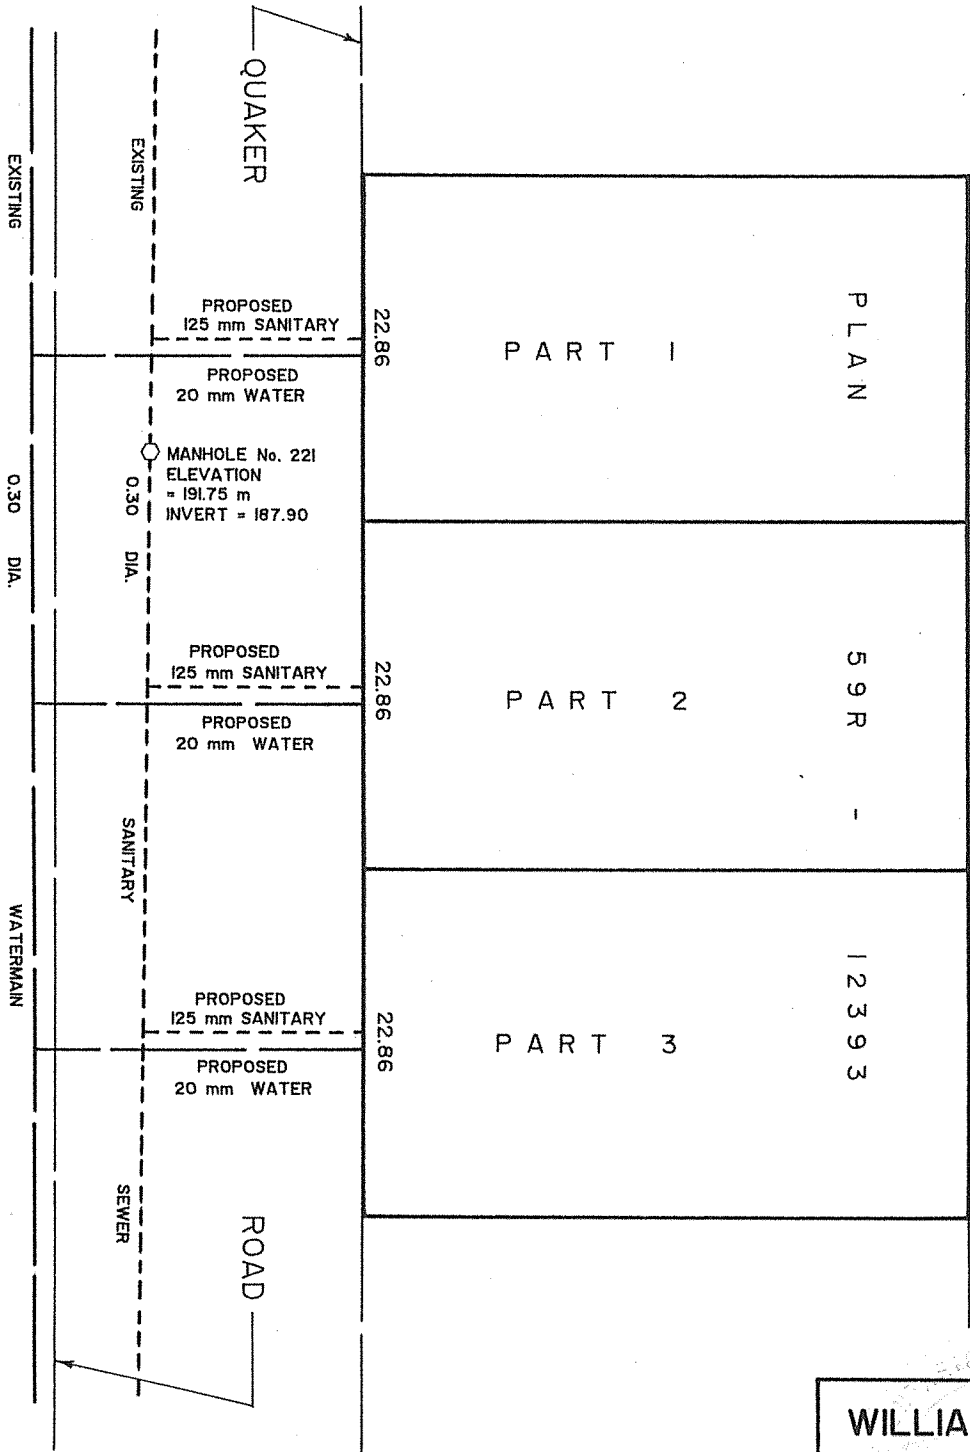 QUAKER
EXISTING
EXISTING
PROPOSED
125 mm SANITARY
PROPOSED
20 mm WATER
22.86
PART 1
PLAN
MANHOLE No. 221
ELEVATION
= 191.75 m
INVERT = 187.90
0.30 DIA.
0.30 DIA.
PROPOSED
125 mm SANITARY
PROPOSED
20 mm WATER
22.86
PART 2
59R -
SANITARY
WATERMAIN
PROPOSED
125 mm SANITARY
PROPOSED
20 mm WATER
22.86
PART 3
12393
SEWER
ROAD
WILLIA